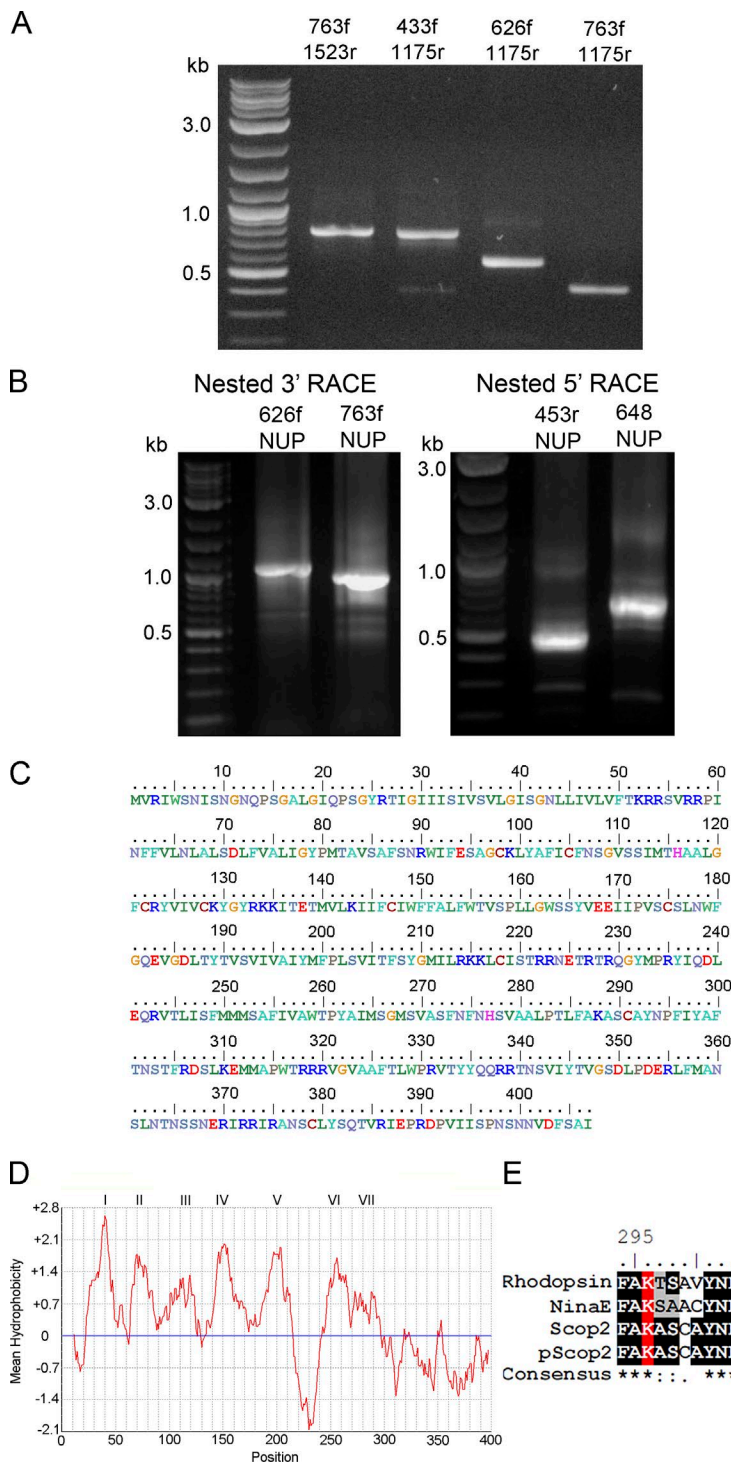 A
763f 433f 626f 763f
1523r 1175r 1175r 1175r
kb
3.0
1.0
0.5
B
Nested 3’ RACE Nested 5’ RACE
626f 763f 453r 648
kb NUP NUP kb NUP NUP
3.0 3.0
1.0 1.0
0.5 0.5
C
10 20 30 40 50 60
MVRIWSNISNGNQPSGALGIQPSGYRTIGIIISIVSVLGISGNLLIVLVFTKRRSVRRPI
70 80 90 100 110 120
NFFVLNLALSDLFVALIGYPMTAVSAFSNRWIFESAGCKLYAFICFNSGVSSIMTHAALG
130 140 150 160 170 180
FCRYVIVCKYGYRKKITETMVLKIIFCIWFFALFWTVSPLLGWSSYVEEIIPVSCSLNWF
190 200 210 220 230 240
GQEVGDLTYTVSVIVAIYMFPLSVITFSYGMILRKKLCISTRRNETRTRQGYMPRYIQDL
250 260 270 280 290 300
EQRVTLISFMMMSAFIVAWTPYAIMSGMSVASFNFNHSVAALPTLFAKASCAYNPFIYAF
310 320 330 340 350 360
TNSTFRDSLKEMMAPWTRRRVGVAAFTLWPRVTYYQQRRTNSVIYTVGSDLPDERLFMAN
370 380 390 400
SLNTNSSNERIRRIRANSCLYSQTVRIEPRDPVIISPNSNNVDFSAI
D
I II III IV V VI VII
+2.8
+2.1
+1.4
+0.7
0
-0.7
-1.4
-2.1
Mean Hydrophobicity
0 50 100 150 200 250 300 350 400
Position
E
295
Rhodopsin FAKTSAVYN
NinaE FAKSAACYN
Scop2 FAKASCAYN
pScop2 FAKASCAYN
Consensus ***::. ***